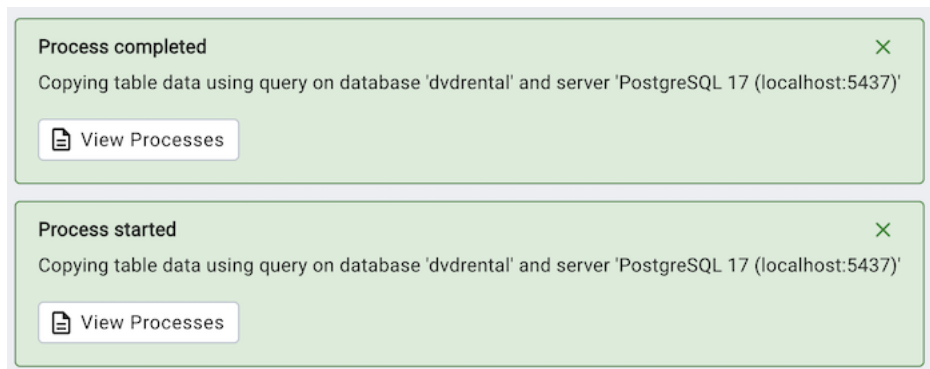 Process completed
Copying table data using query on database 'dvdrental' and server 'PostgreSQL 17 (localhost:5437)'
View Processes
Process started
Copying table data using query on database 'dvdrental' and server 'PostgreSQL 17 (localhost:5437)'
View Processes